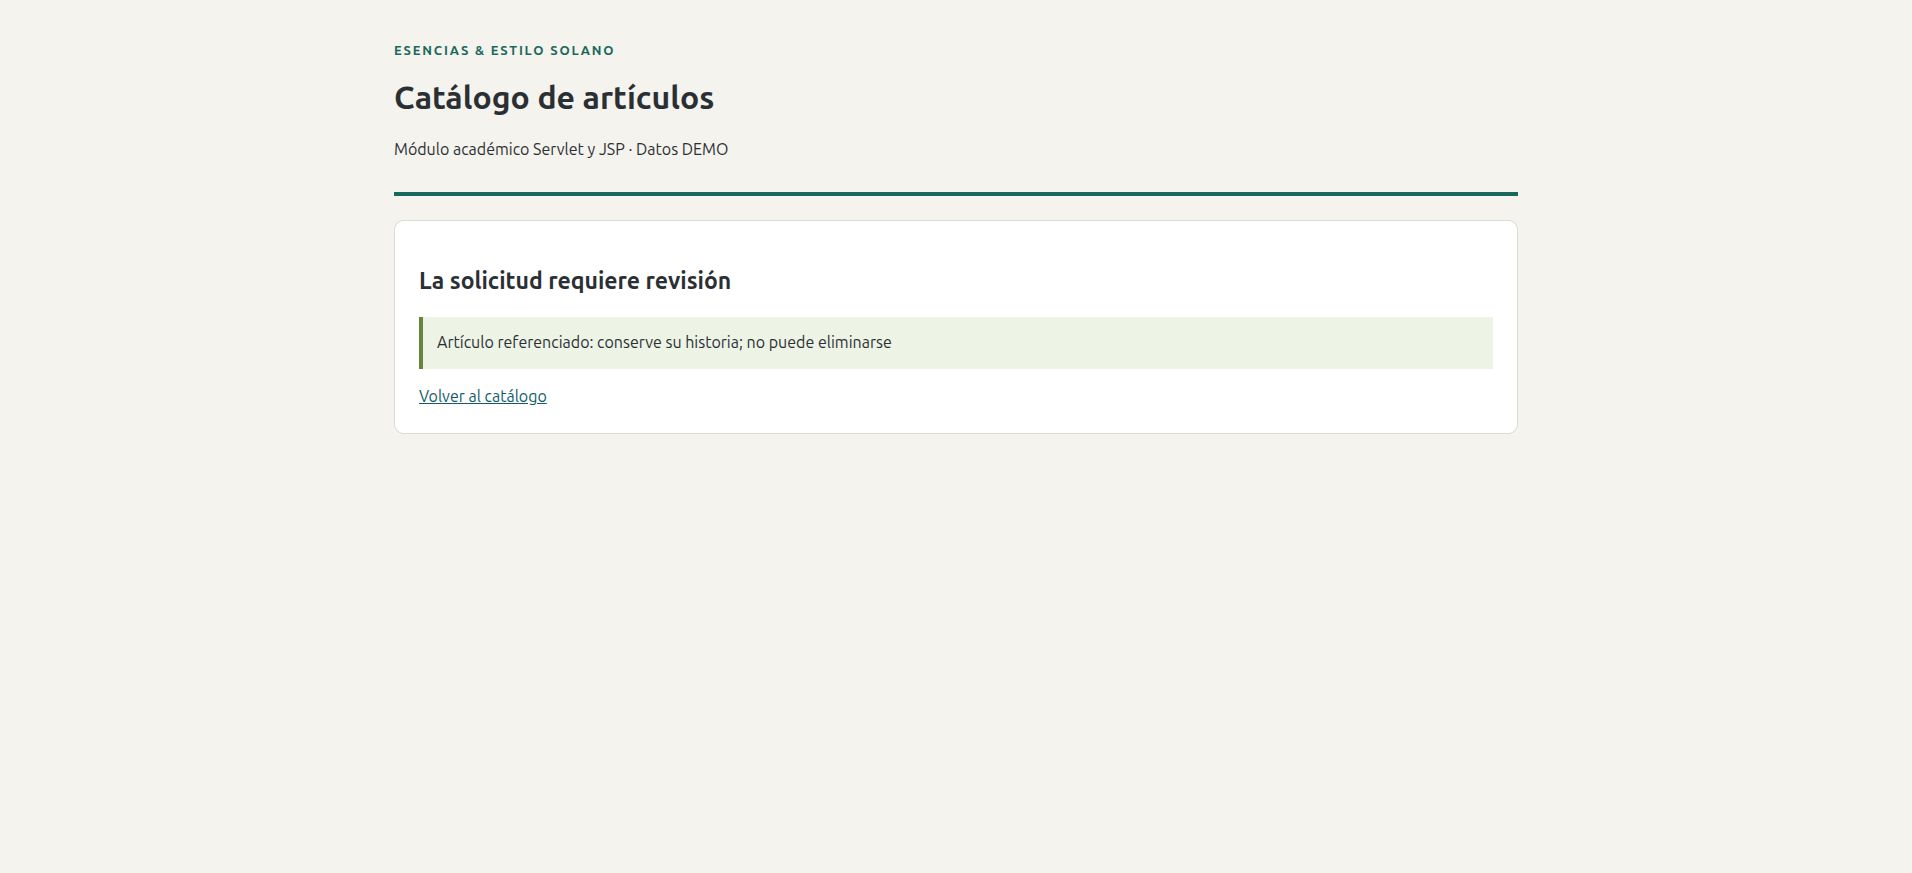 ESENCIAS & ESTILO SOLANO
Catálogo de artículos
Módulo académico Servlet y JSP · Datos DEMO
La solicitud requiere revisión
Artículo referenciado: conserve su historia; no puede eliminarse
Volver al catálogo